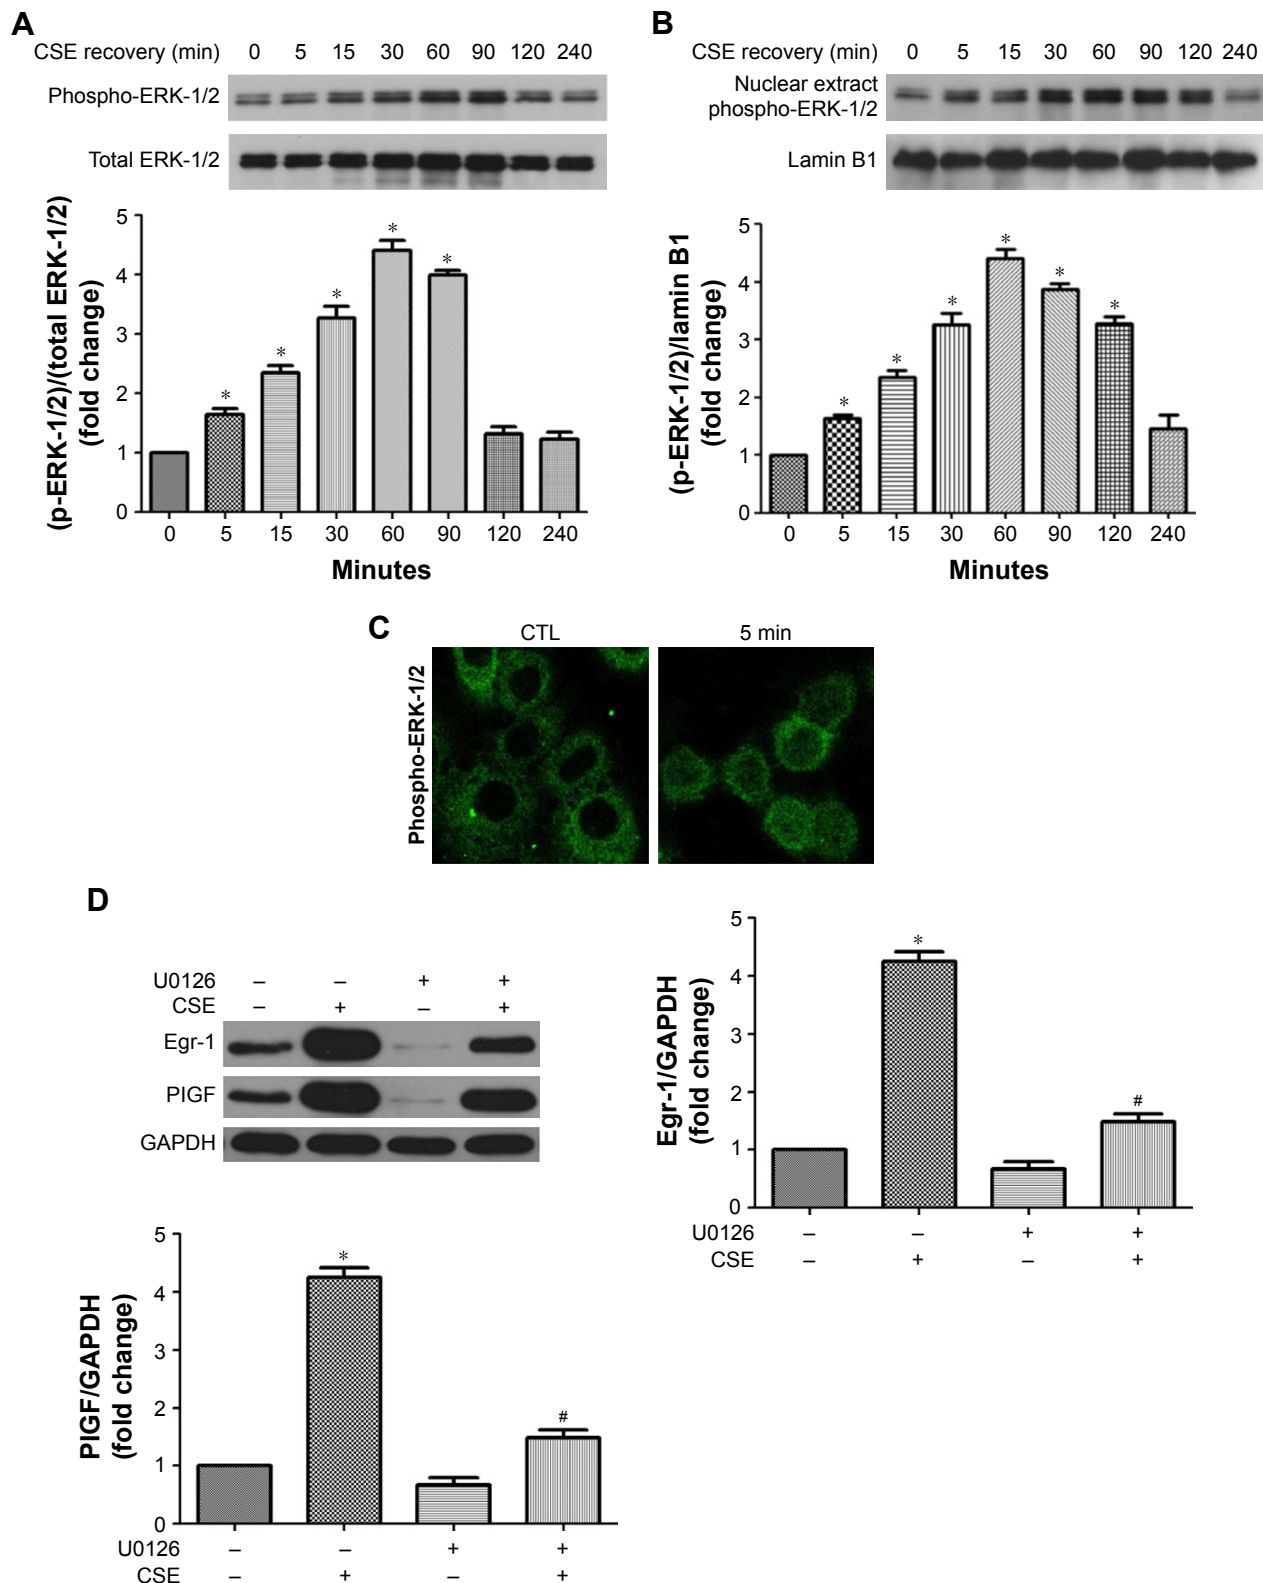 A
CSE recovery (min) 0 5 15 30 60 90 120 240
Phospho-ERK-1/2
Total ERK-1/2
(p-ERK-1/2)/(total ERK-1/2)
(fold change)
5
4
3
2
1
0
* * * * *
0 5 15 30 60 90 120 240
Minutes
B
CSE recovery (min) 0 5 15 30 60 90 120 240
Nuclear extract
phospho-ERK-1/2
Lamin B1
(p-ERK-1/2)/lamin B1
(fold change)
5
4
3
2
1
0
* * * * * *
0 5 15 30 60 90 120 240
Minutes
C
CTL 5 min
Phospho-ERK-1/2
D
U0126 – – + +
CSE – + – +
Egr-1
PIGF
GAPDH
Egr-1/GAPDH
(fold change)
5
4
3
2
1
0
* #
U0126 – – + +
CSE – + – +
PIGF/GAPDH
(fold change)
5
4
3
2
1
0
* #
U0126 – – + +
CSE – + – +